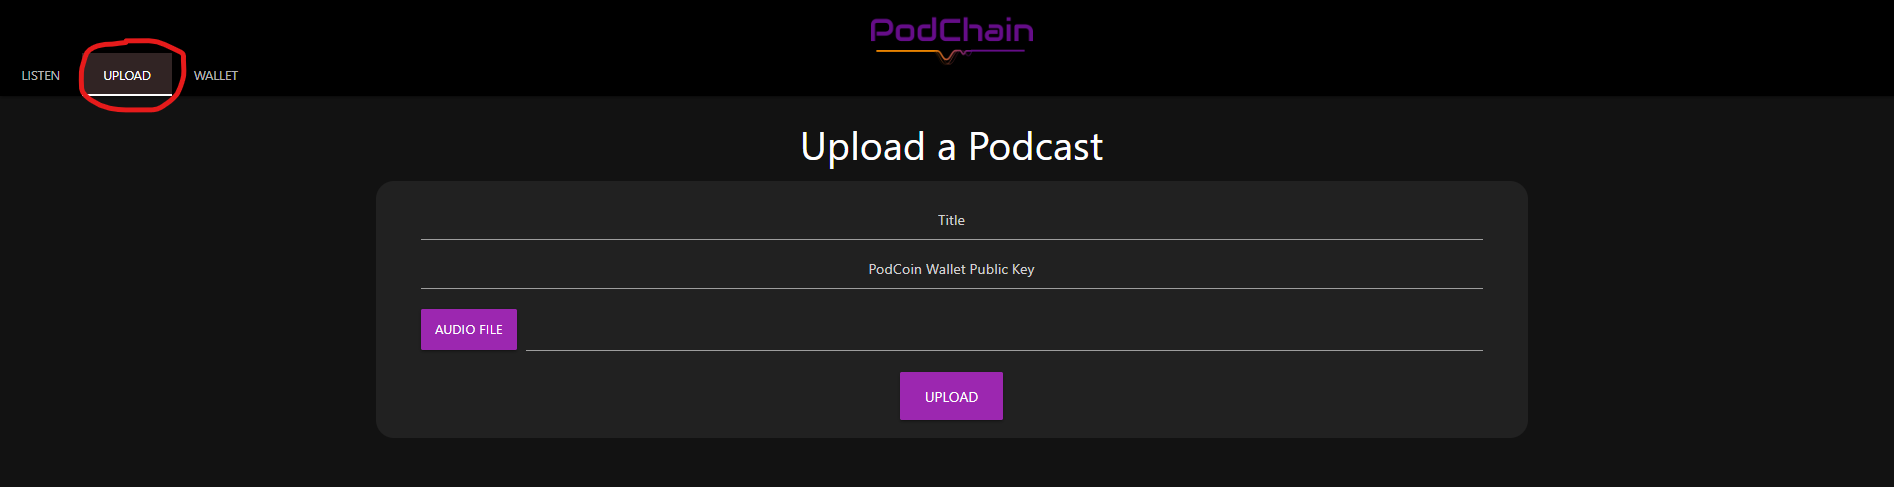 PodChain
LISTEN UPLOAD WALLET
Upload a Podcast
Title
PodCoin Wallet Public Key
AUDIO FILE
UPLOAD